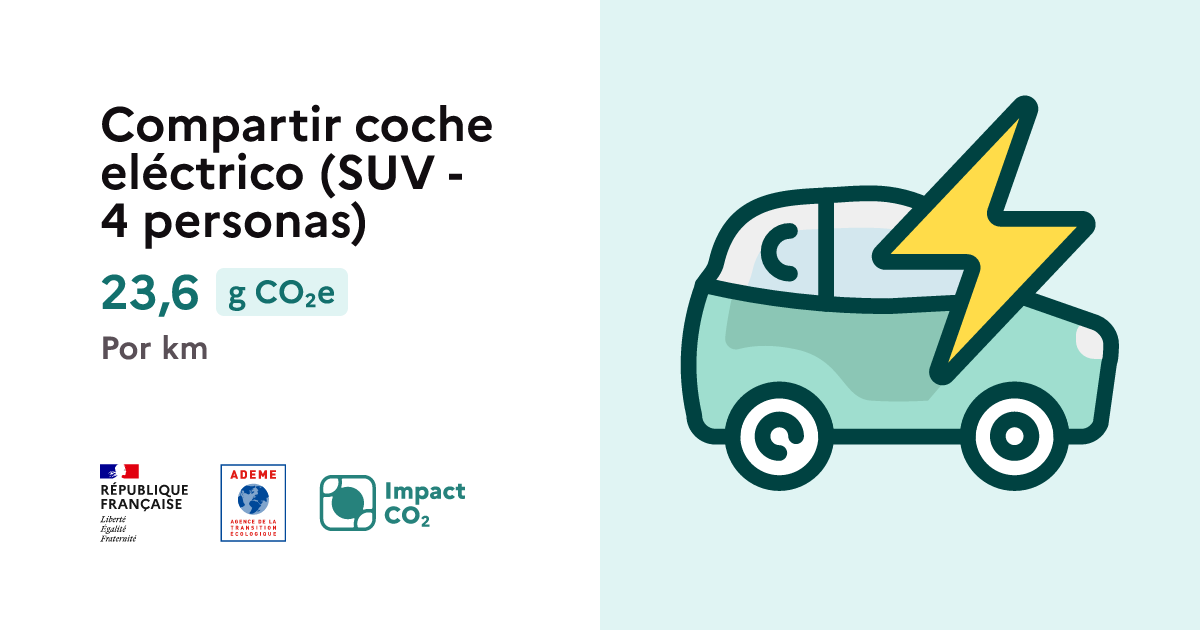 Compartir coche
eléctrico (SUV -
4 personas)
23,6 g CO₂e
Por km
RÉPUBLIQUE
FRANÇAISE
Liberté
Égalité
Fraternité
ADEME
AGENCE DE LA
TRANSITION
ÉCOLOGIQUE
Impact
CO₂